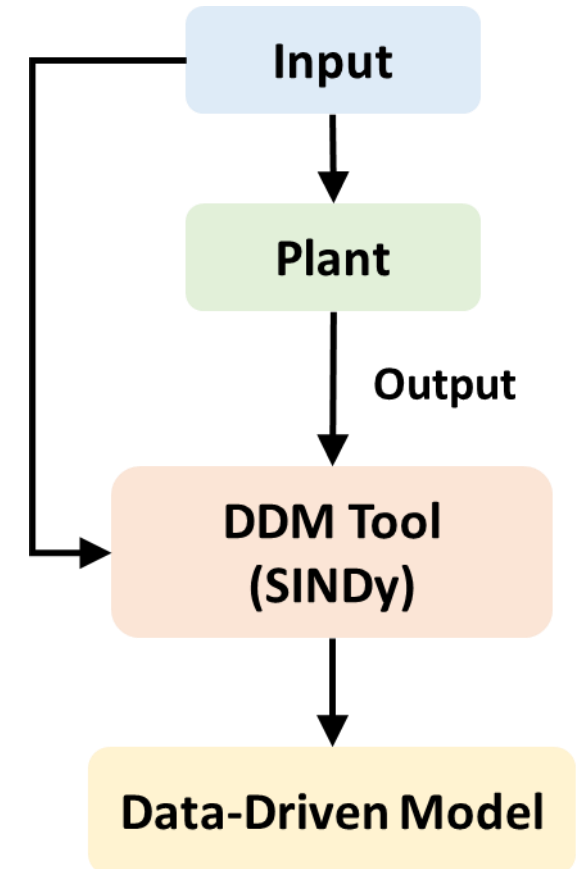 Input
Plant
Output
DDM Tool
(SINDy)
Data-Driven Model